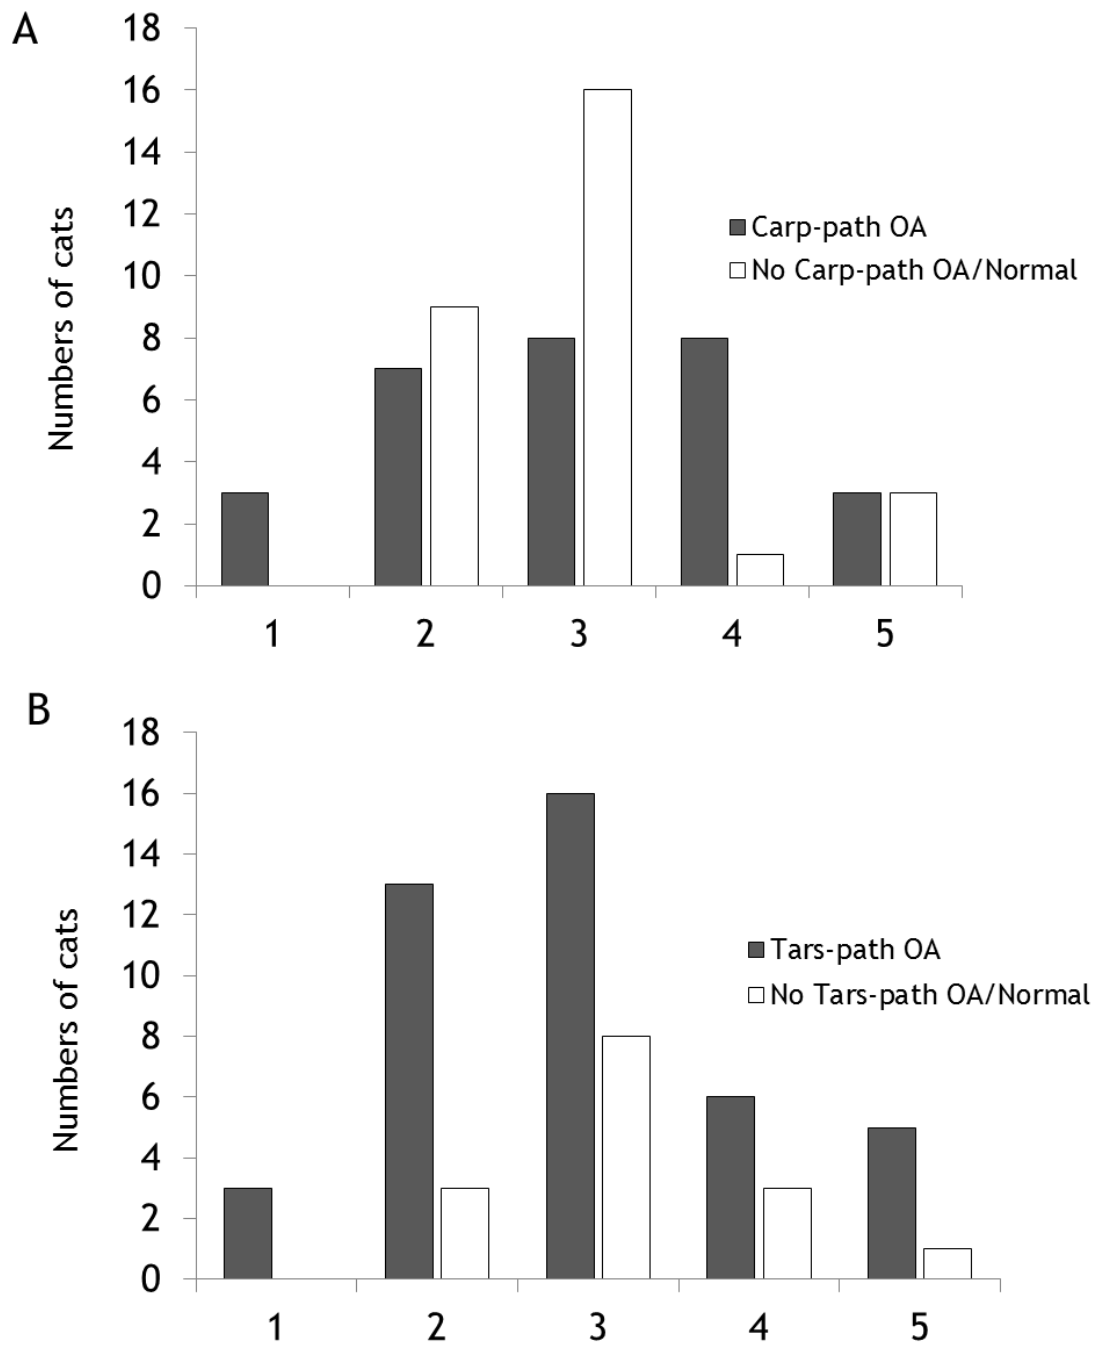 A
18
16
14
12
10
8
6
4
2
0
Numbers of cats
Carp-path OA
No Carp-path OA/Normal
1 2 3 4 5
B
18
16
14
12
10
8
6
4
2
0
Numbers of cats
Tars-path OA
No Tars-path OA/Normal
1 2 3 4 5